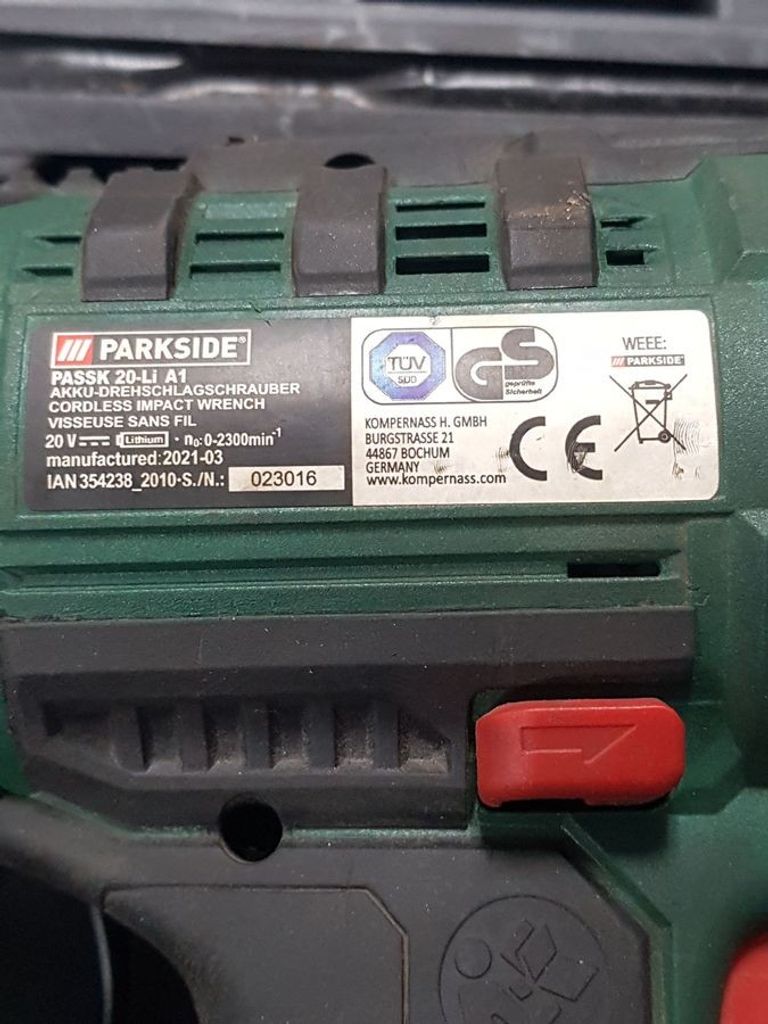 PARKSIDE®
PASSK 20-Li A1
AKKU-DREHSCHLAGSCHRAUBER
CORDLESS IMPACT WRENCH
VISSEUSE SANS FIL
20 V Lithium · n₀:0-2300min⁻¹
manufactured:2021-03
IAN 354238_2010·S./N.: 023016
TÜV
SÜD
GS
geprüfte
Sicherheit
KOMPERNASS H. GMBH
BURGSTRASSE 21
44867 BOCHUM
GERMANY
www.kompernass.com
CE
WEEE:
PARKSIDE